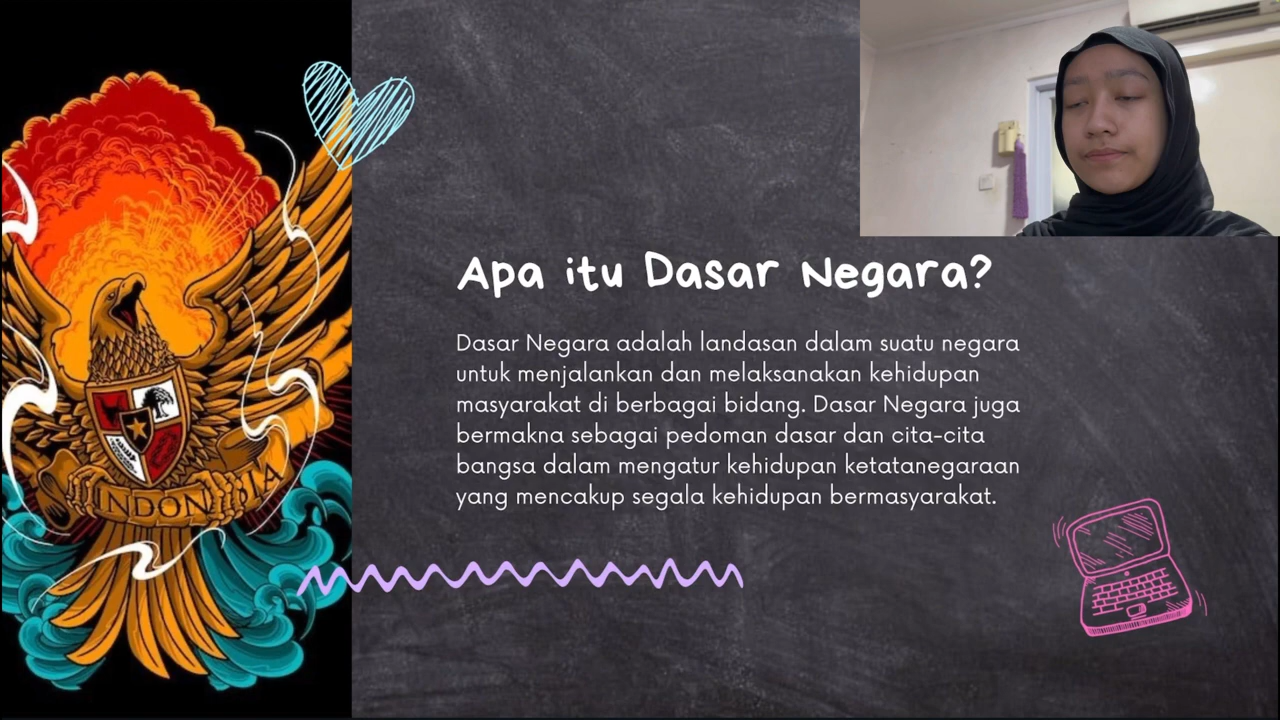 Apa itu Dasar Negara?
Dasar Negara adalah landasan dalam suatu negara
untuk menjalankan dan melaksanakan kehidupan
masyarakat di berbagai bidang. Dasar Negara juga
bermakna sebagai pedoman dasar dan cita-cita
bangsa dalam mengatur kehidupan ketatanegaraan
yang mencakup segala kehidupan bermasyarakat.
INDONESIA